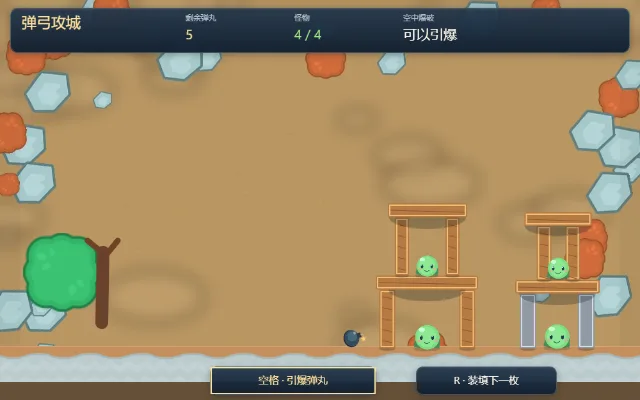 弹弓攻城
剩余弹丸
5
怪物
4 / 4
空中爆破
可以引爆
空格 · 引爆弹丸
R · 装填下一枚